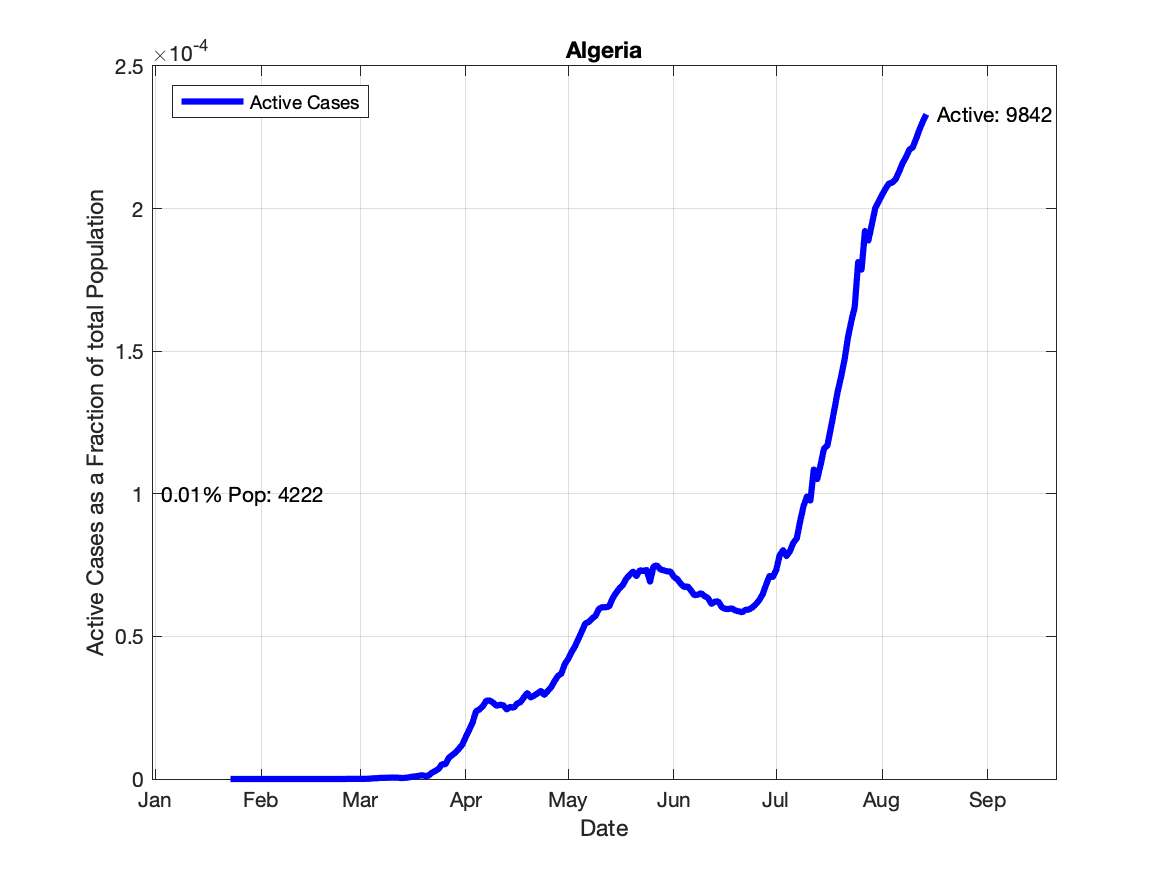 Algeria
×10^-4
2.5
2
1.5
1
0.5
0
Active Cases as a Fraction of total Population
Active Cases
Active: 9842
0.01% Pop: 4222
Jan Feb Mar Apr May Jun Jul Aug Sep
Date